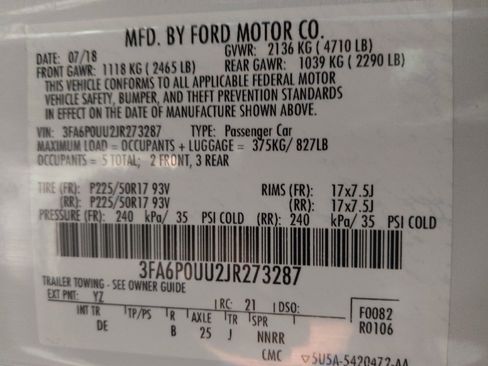 MFD. BY FORD MOTOR CO.
DATE: 07/18 GVWR: 2136 KG ( 4710 LB)
FRONT GAWR: 1118 KG ( 2465 LB) REAR GAWR: 1039 KG ( 2290 LB)
THIS VEHICLE CONFORMS TO ALL APPLICABLE FEDERAL MOTOR
VEHICLE SAFETY, BUMPER, AND THEFT PREVENTION STANDARDS
IN EFFECT ON THE DATE OF MANUFACTURE SHOWN ABOVE.
VIN: 3FA6P0UU2JR273287 TYPE: Passenger Car
MAXIMUM LOAD = OCCUPANTS + LUGGAGE = 375KG/ 827LB
OCCUPANTS = 5 TOTAL; 2 FRONT, 3 REAR
TIRE (FR): P225/50R17 93V RIMS (FR): 17x7.5J
(RR): P225/50R17 93V (RR): 17x7.5J
PRESSURE (FR): 240 kPa/ 35 PSI COLD (RR): 240 kPa/ 35 PSI COLD
3FA6P0UU2JR273287
TRAILER TOWING - SEE OWNER GUIDE
EXT PNT: YZ RC: 21 DSO: F0082
INT TR TP/PS R AXLE TR SPR R0106
DE B 25 J NNRR
CMC 5U5A-5420472-AA